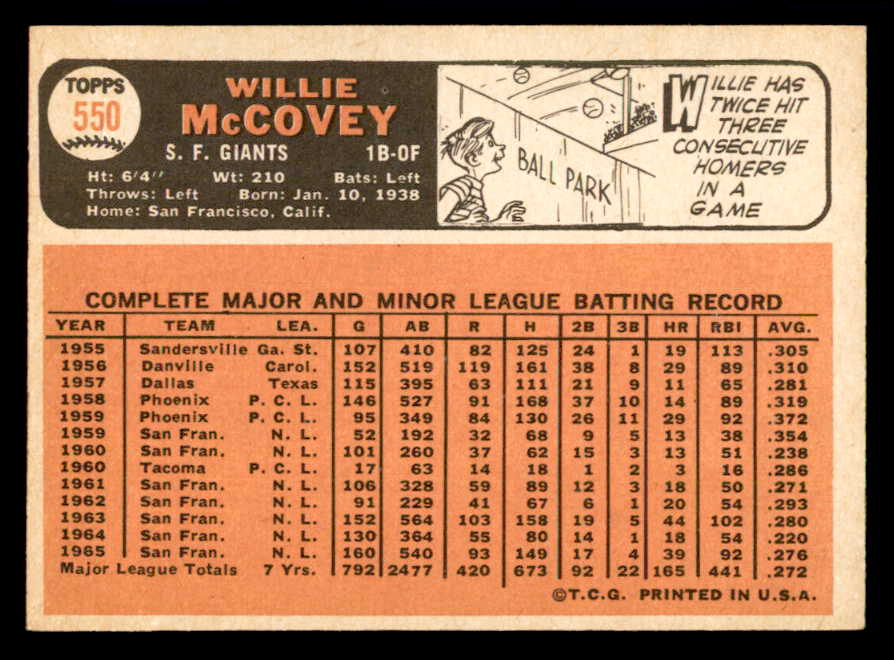 TOPPS
550
WILLIE
McCOVEY
S. F. GIANTS 1B-OF
Ht: 6'4" Wt: 210 Bats: Left
Throws: Left Born: Jan. 10, 1938
Home: San Francisco, Calif.
BALL PARK
WILLIE HAS
TWICE HIT
THREE
CONSECUTIVE
HOMERS
IN A
GAME
COMPLETE MAJOR AND MINOR LEAGUE BATTING RECORD
YEAR TEAM LEA. G AB R H 2B 3B HR RBI AVG.
1955 Sandersville Ga. St. 107 410 82 125 24 1 19 113 .305
1956 Danville Carol. 152 519 119 161 38 8 29 89 .310
1957 Dallas Texas 115 395 63 111 21 9 11 65 .281
1958 Phoenix P. C. L. 146 527 91 168 37 10 14 89 .319
1959 Phoenix P. C. L. 95 349 84 130 26 11 29 92 .372
1959 San Fran. N. L. 52 192 32 68 9 5 13 38 .354
1960 San Fran. N. L. 101 260 37 62 15 3 13 51 .238
1960 Tacoma P. C. L. 17 63 14 18 1 2 3 16 .286
1961 San Fran. N. L. 106 328 59 89 12 3 18 50 .271
1962 San Fran. N. L. 91 229 41 67 6 1 20 54 .293
1963 San Fran. N. L. 152 564 103 158 19 5 44 102 .280
1964 San Fran. N. L. 130 364 55 80 14 1 18 54 .220
1965 San Fran. N. L. 160 540 93 149 17 4 39 92 .276
Major League Totals 7 Yrs. 792 2477 420 673 92 22 165 441 .272
©T.C.G. PRINTED IN U.S.A.